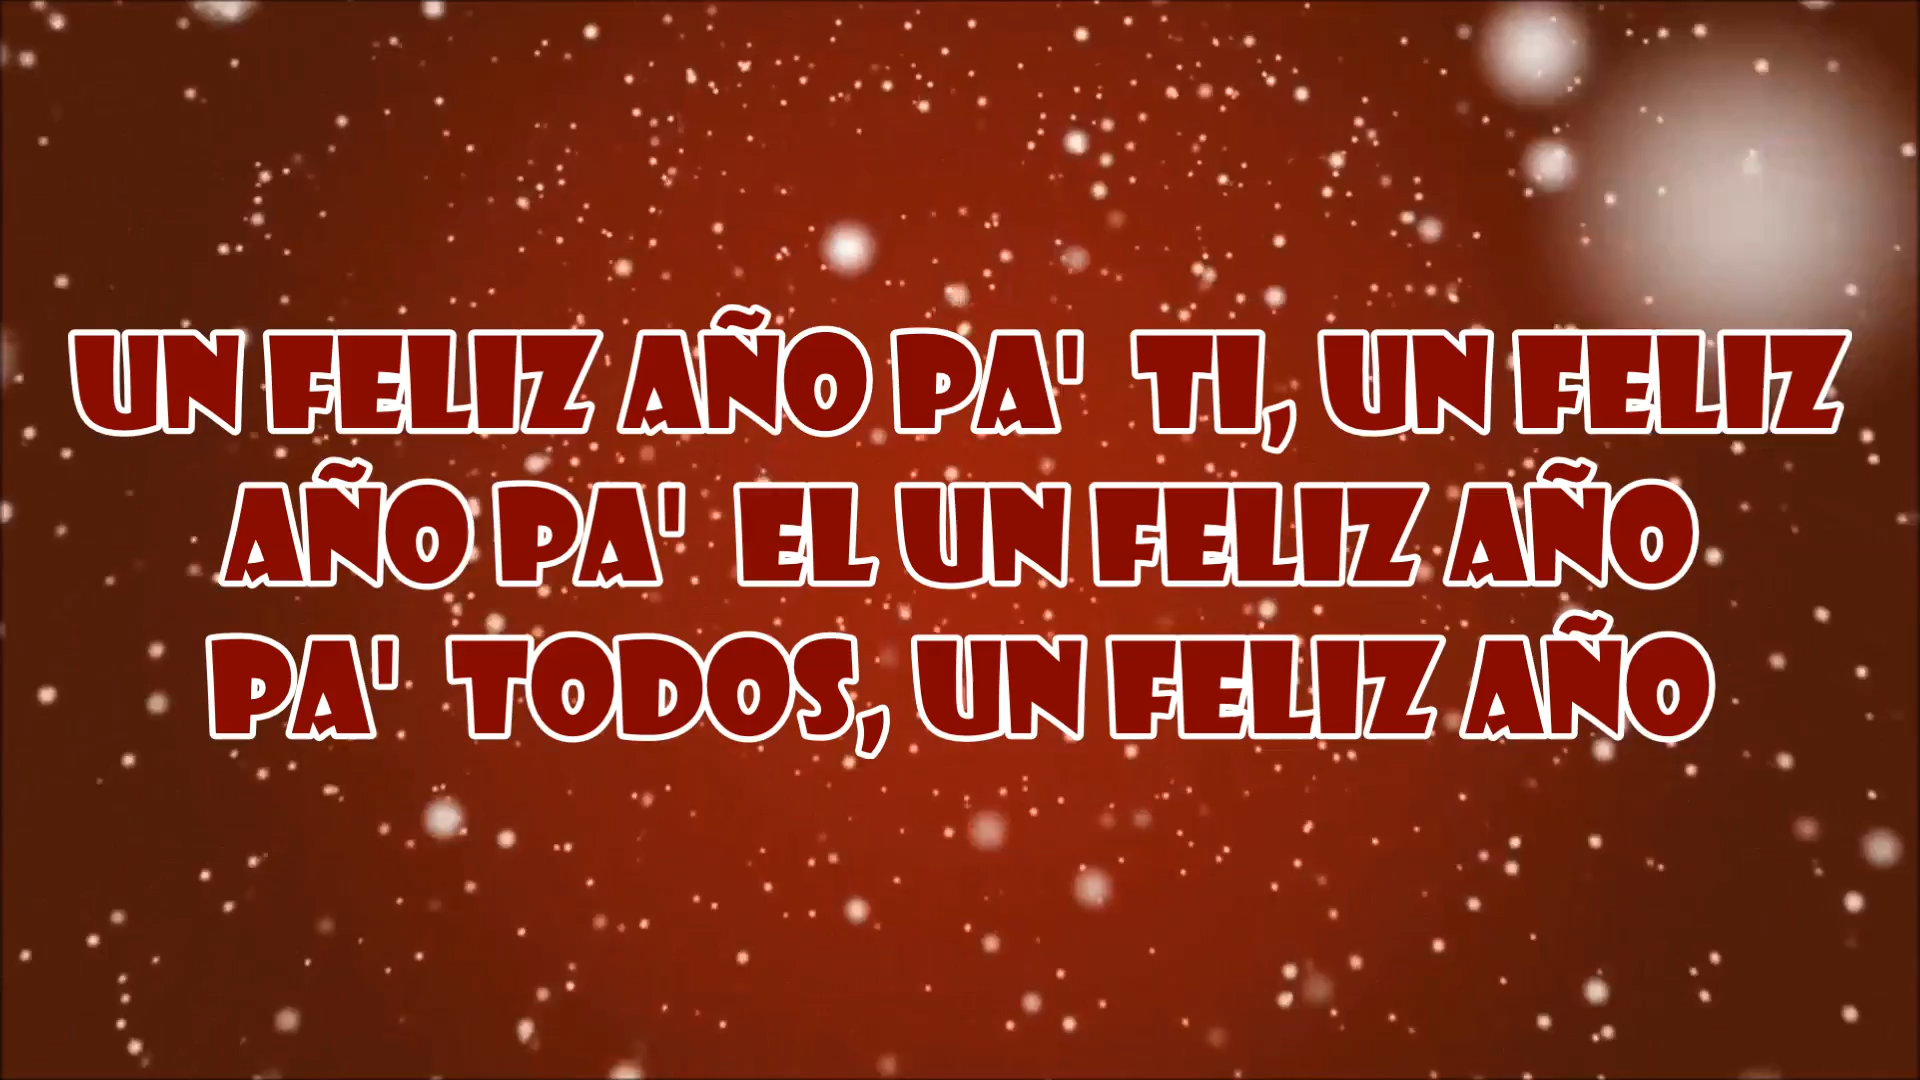 UN FELIZ AÑO PA' TI, UN FELIZ
AÑO PA' EL UN FELIZ AÑO
PA' TODOS, UN FELIZ AÑO